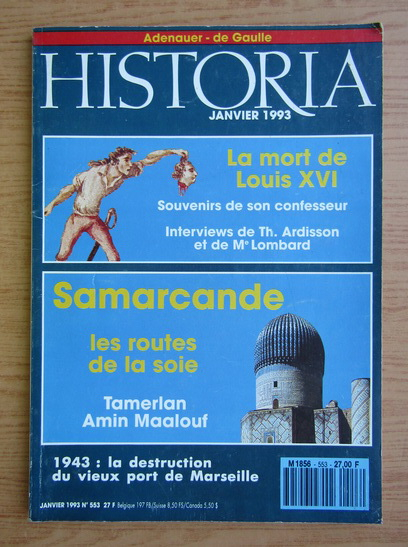 Adenauer - de Gaulle
HISTORIA
JANVIER 1993
La mort de
Louis XVI
Souvenirs de son confesseur
Interviews de Th. Ardisson
et de Me Lombard
Samarcande
les routes
de la soie
Tamerlan
Amin Maalouf
1943 : la destruction
du vieux port de Marseille
M 1856 - 553 - 27,00 F
JANVIER 1993 N° 553 27 F Belgique 197 FB/Suisse 8,50 FS/Canada 5,50 $